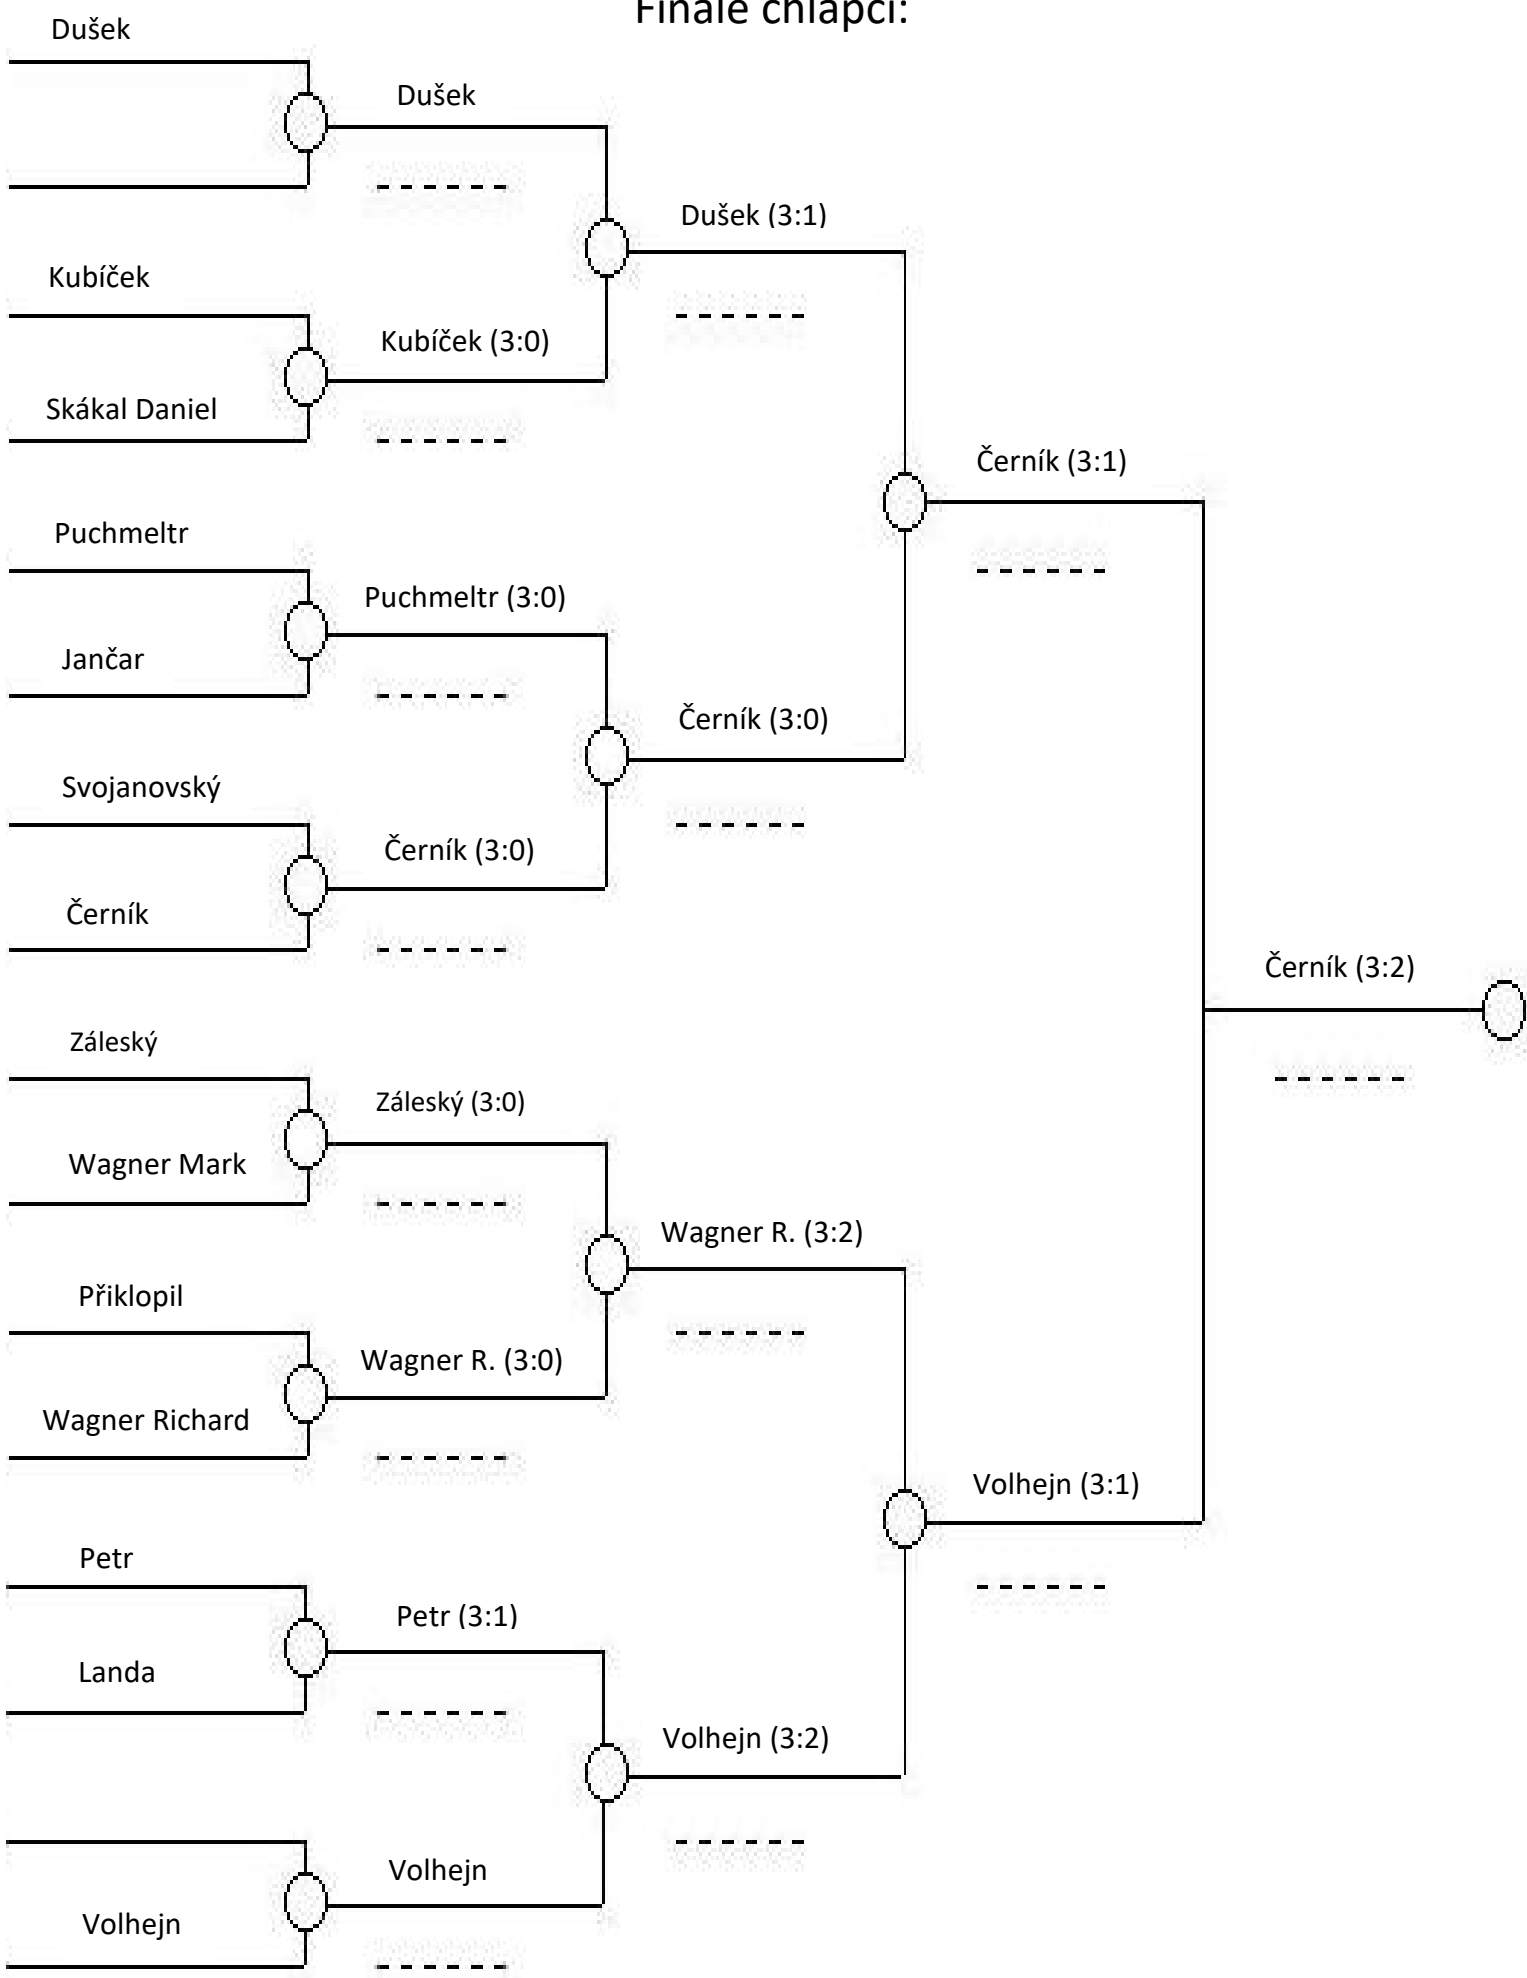 Finále chlapci:
Dušek
Dušek
Dušek (3:1)
Kubíček
Kubíček (3:0)
Skákal Daniel
Černík (3:1)
Puchmeltr
Puchmeltr (3:0)
Jančar
Černík (3:0)
Svojanovský
Černík (3:0)
Černík
Černík (3:2)
Záleský
Záleský (3:0)
Wagner Mark
Wagner R. (3:2)
Přiklopil
Wagner R. (3:0)
Wagner Richard
Volhejn (3:1)
Petr
Petr (3:1)
Landa
Volhejn (3:2)
Volhejn
Volhejn